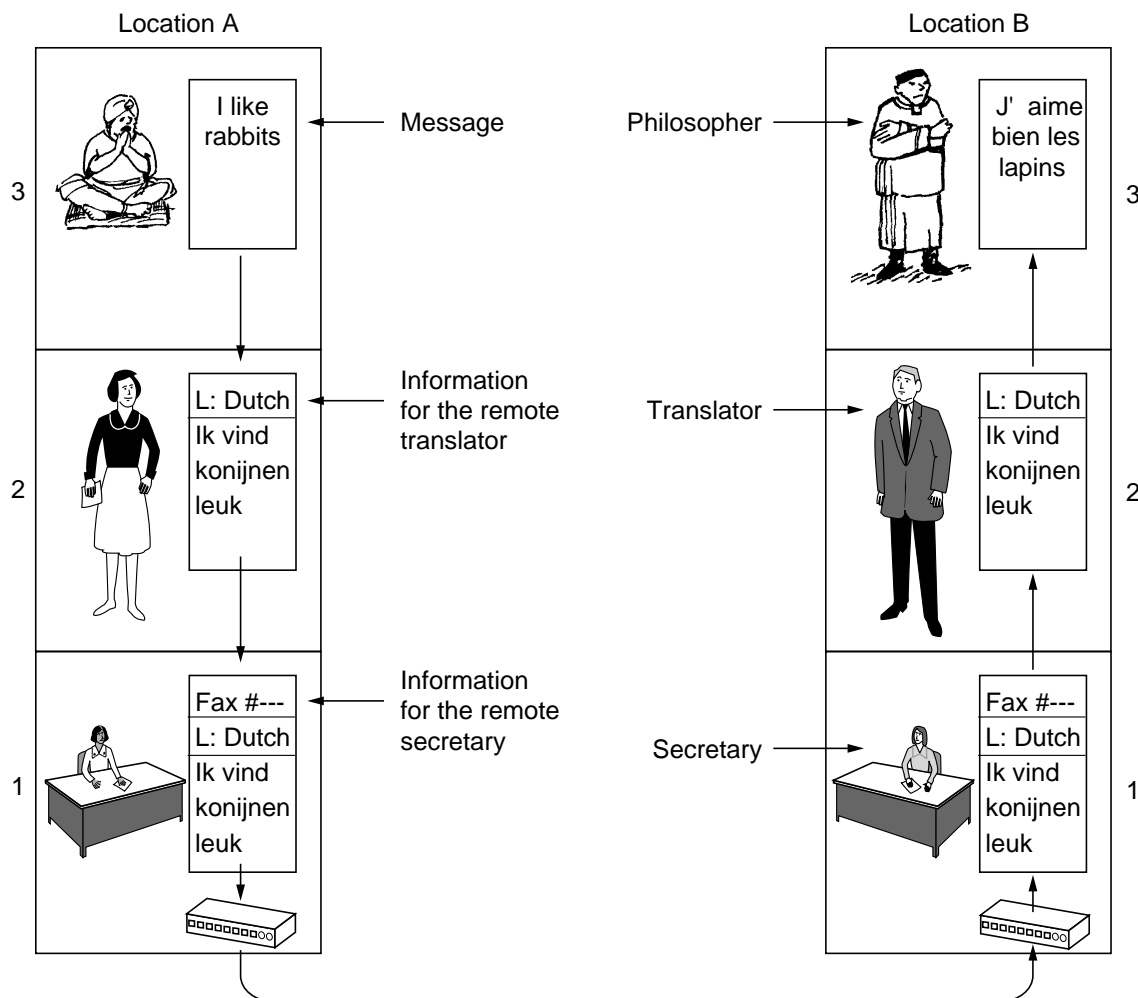 Location A
Location B
I like
rabbits
Message
Philosopher
J' aime
bien les
lapins
3
3
Information
for the remote
translator
L: Dutch
Ik vind
konijnen
leuk
Translator
L: Dutch
Ik vind
konijnen
leuk
2
2
Information
for the remote
secretary
Fax #---
L: Dutch
Ik vind
konijnen
leuk
Secretary
Fax #---
L: Dutch
Ik vind
konijnen
leuk
1
1